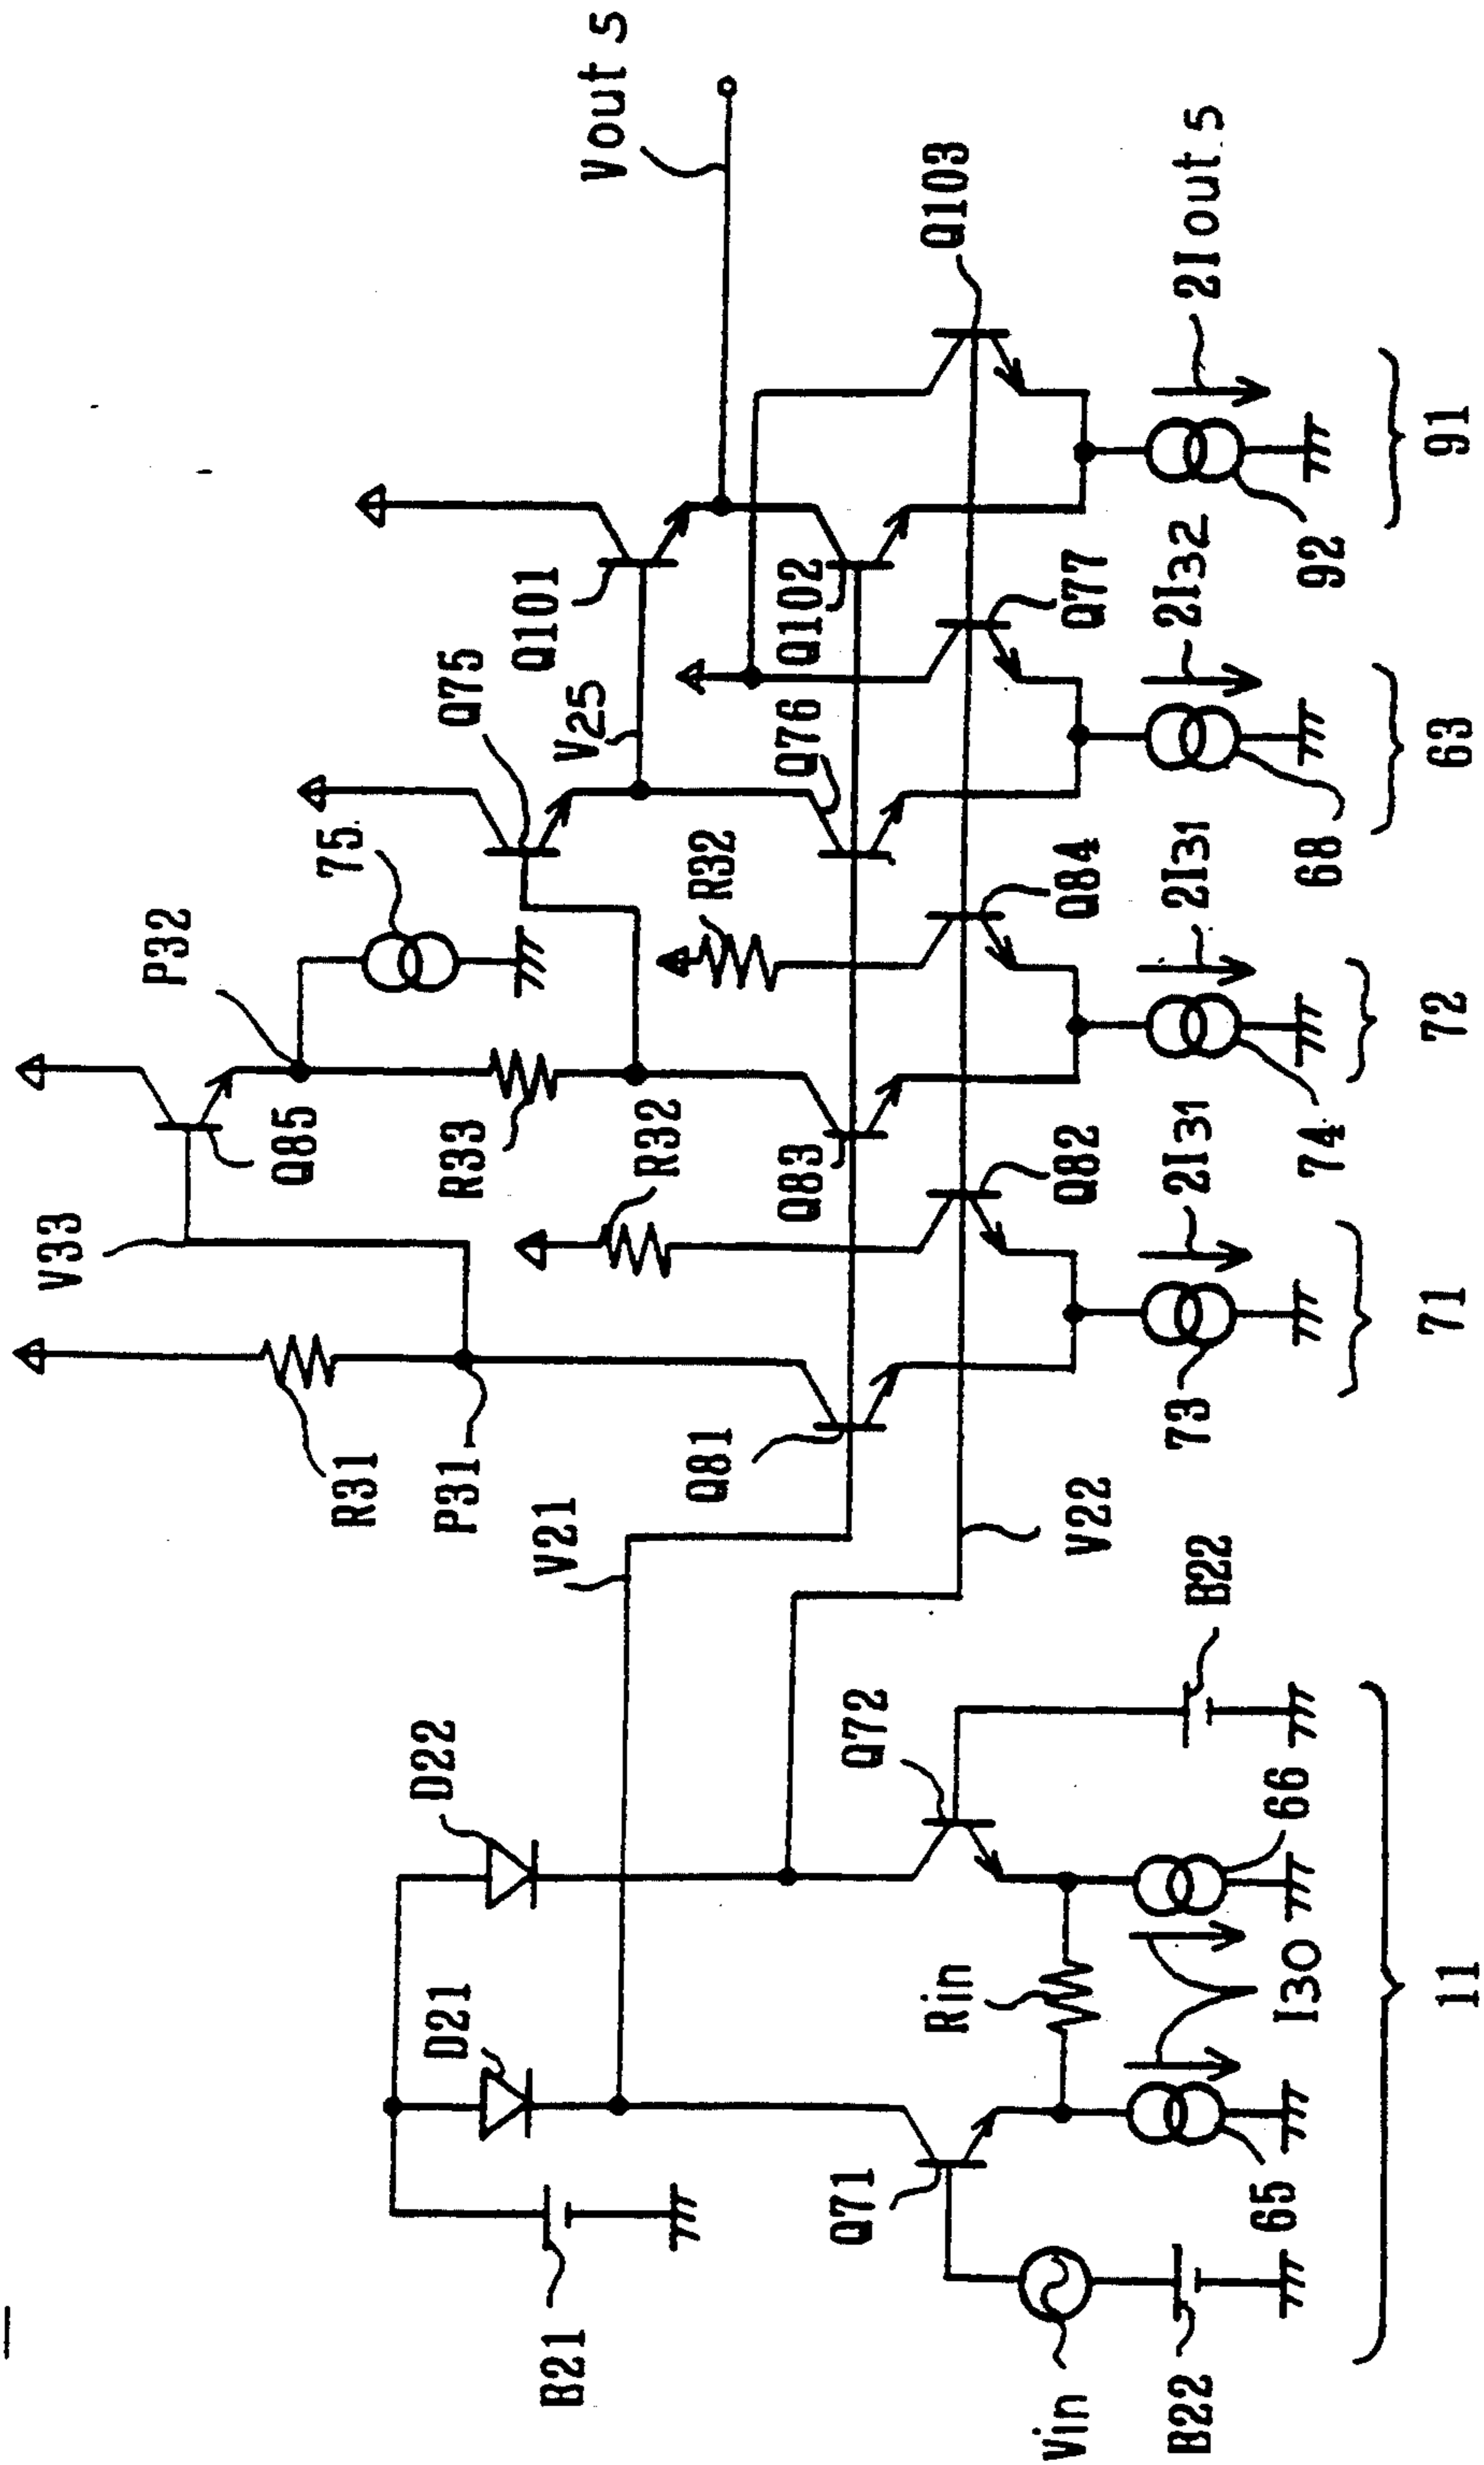 V33
P32
75
Q75
Q85
R31
R33
P31
R32
R32
V25
Q101
Vout 5
D22
D21
B21
V21
Q81
Q83
Q76
Q102
Q103
Q71
Q72
Rin
V22
Q82
Q84
Q77
Vin
B22
65
I30
66
B22
73
2I31
74
2I31
68
2I32
92
2Iout 5
11
71
72
63
91